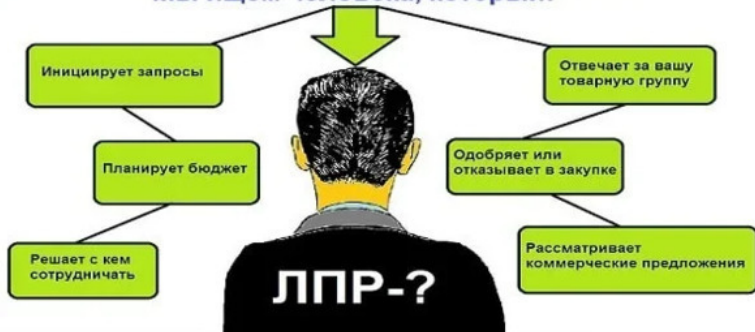 Инициирует запросы
Отвечает за вашу
товарную группу
Планирует бюджет
Одобряет или
отказывает в закупке
Решает с кем
сотрудничать
Рассматривает
коммерческие предложения
ЛПР-?